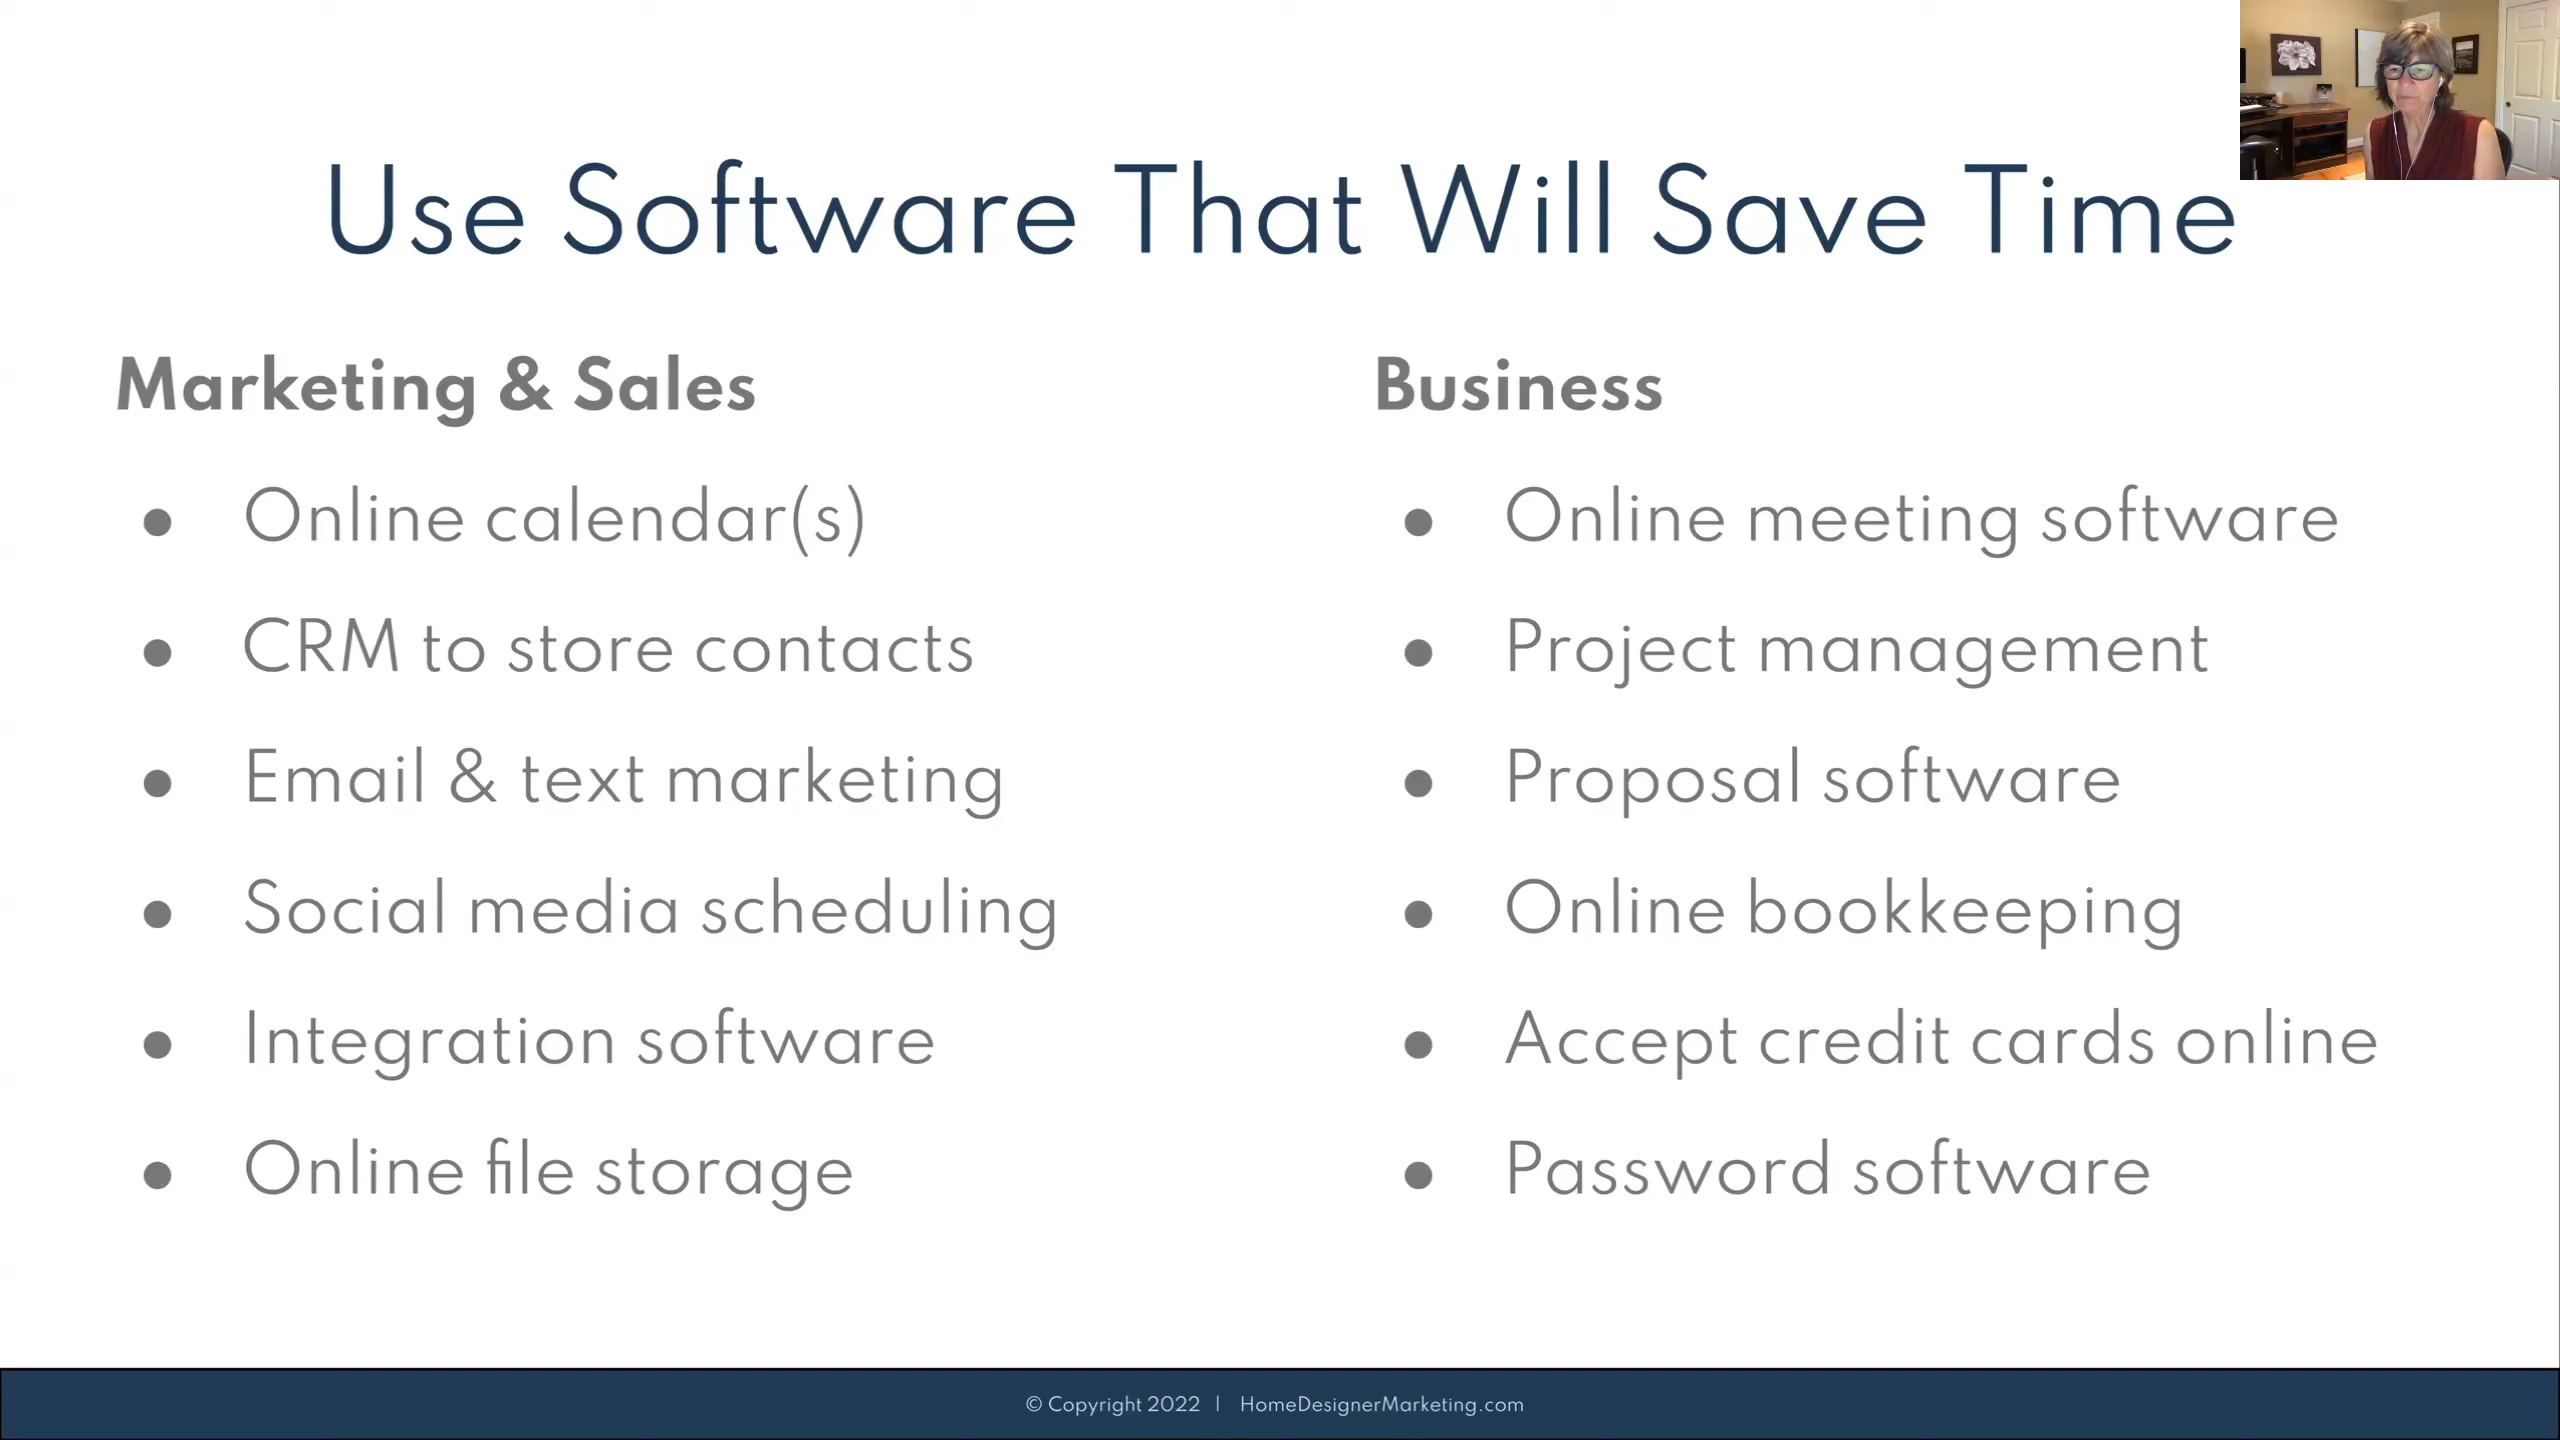 Use Software That Will Save Time
Marketing & Sales
● Online calendar(s)
● CRM to store contacts
● Email & text marketing
● Social media scheduling
● Integration software
● Online file storage
Business
● Online meeting software
● Project management
● Proposal software
● Online bookkeeping
● Accept credit cards online
● Password software
© Copyright 2022 | HomeDesignerMarketing.com